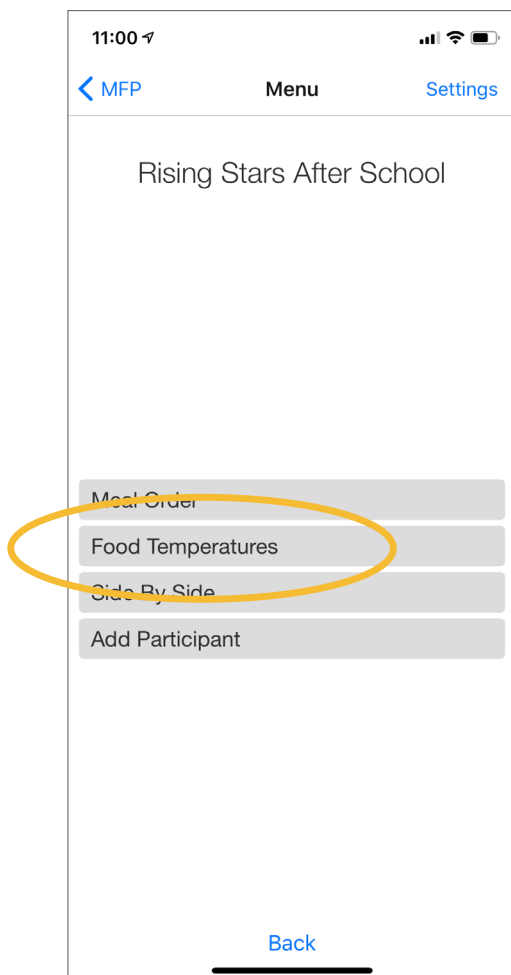 11:00
MFP Menu Settings
Rising Stars After School
Meal Order
Food Temperatures
Side By Side
Add Participant
Back